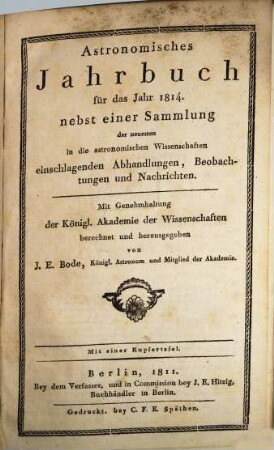 Astronomisches
Jahrbuch
für das Jahr 1814.
nebst einer Sammlung
der neuesten
in die astronomischen Wissenschaften
einschlagenden Abhandlungen, Beobach-
tungen und Nachrichten.
Mit Genehmhaltung
der Königl. Akademie der Wissenschaften
berechnet und herausgegeben
von
J. E. Bode, Königl. Astronom und Mitglied der Akademie.
Mit einer Kupfertafel.
Berlin, 1811.
Bey dem Verfasser, und in Commission bey J. E. Hitzig,
Buchhändler in Berlin.
Gedruckt, bey C. F. E. Späthen.